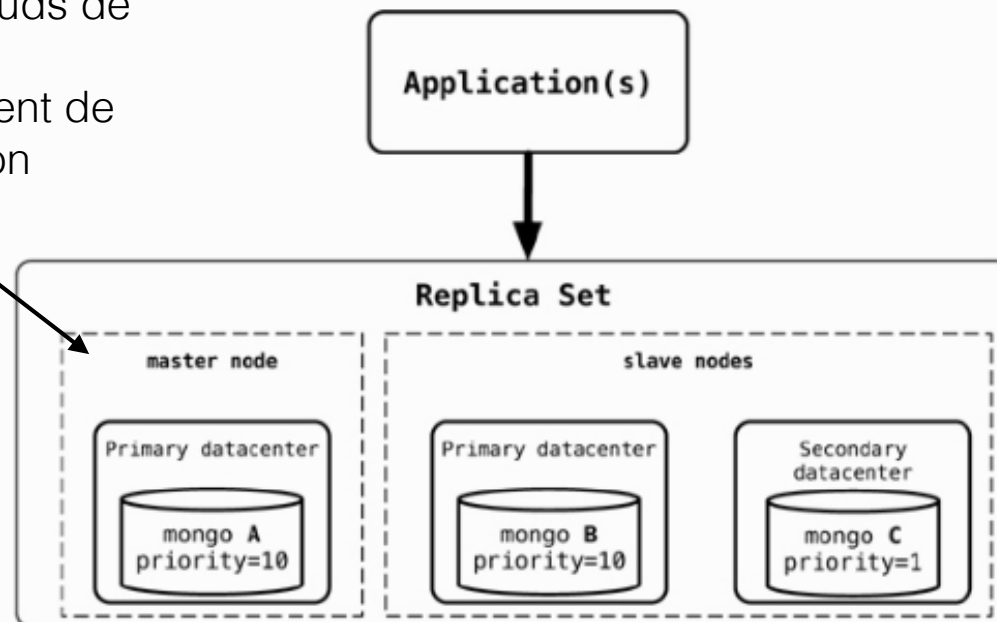 de
ent de
on
Application(s)
Replica Set
master node
slave nodes
Primary datacenter
mongo A
priority=10
Primary datacenter
mongo B
priority=10
Secondary
datacenter
mongo C
priority=1